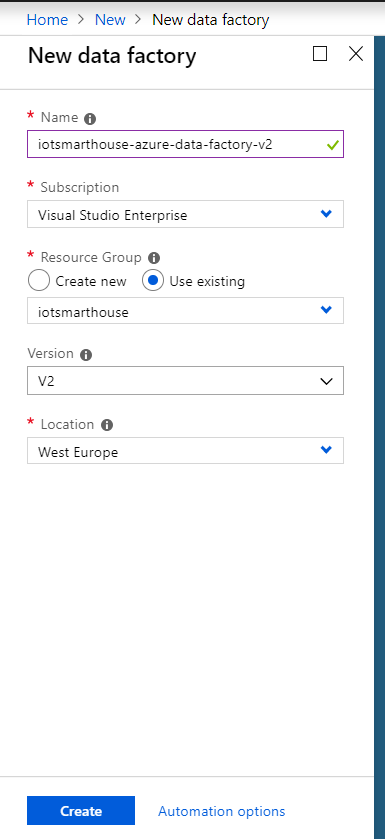 Home > New > New data factory
New data factory
* Name
iotsmarthouse-azure-data-factory-v2
* Subscription
Visual Studio Enterprise
* Resource Group
Create new Use existing
iotsmarthouse
Version
V2
* Location
West Europe
Create Automation options